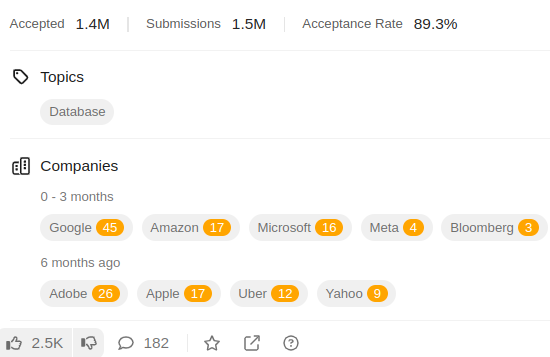 Accepted 1.4M Submissions 1.5M Acceptance Rate 89.3%
Topics
Database
Companies
0 - 3 months
Google 45 Amazon 17 Microsoft 16 Meta 4 Bloomberg 3
6 months ago
Adobe 26 Apple 17 Uber 12 Yahoo 9
2.5K 182